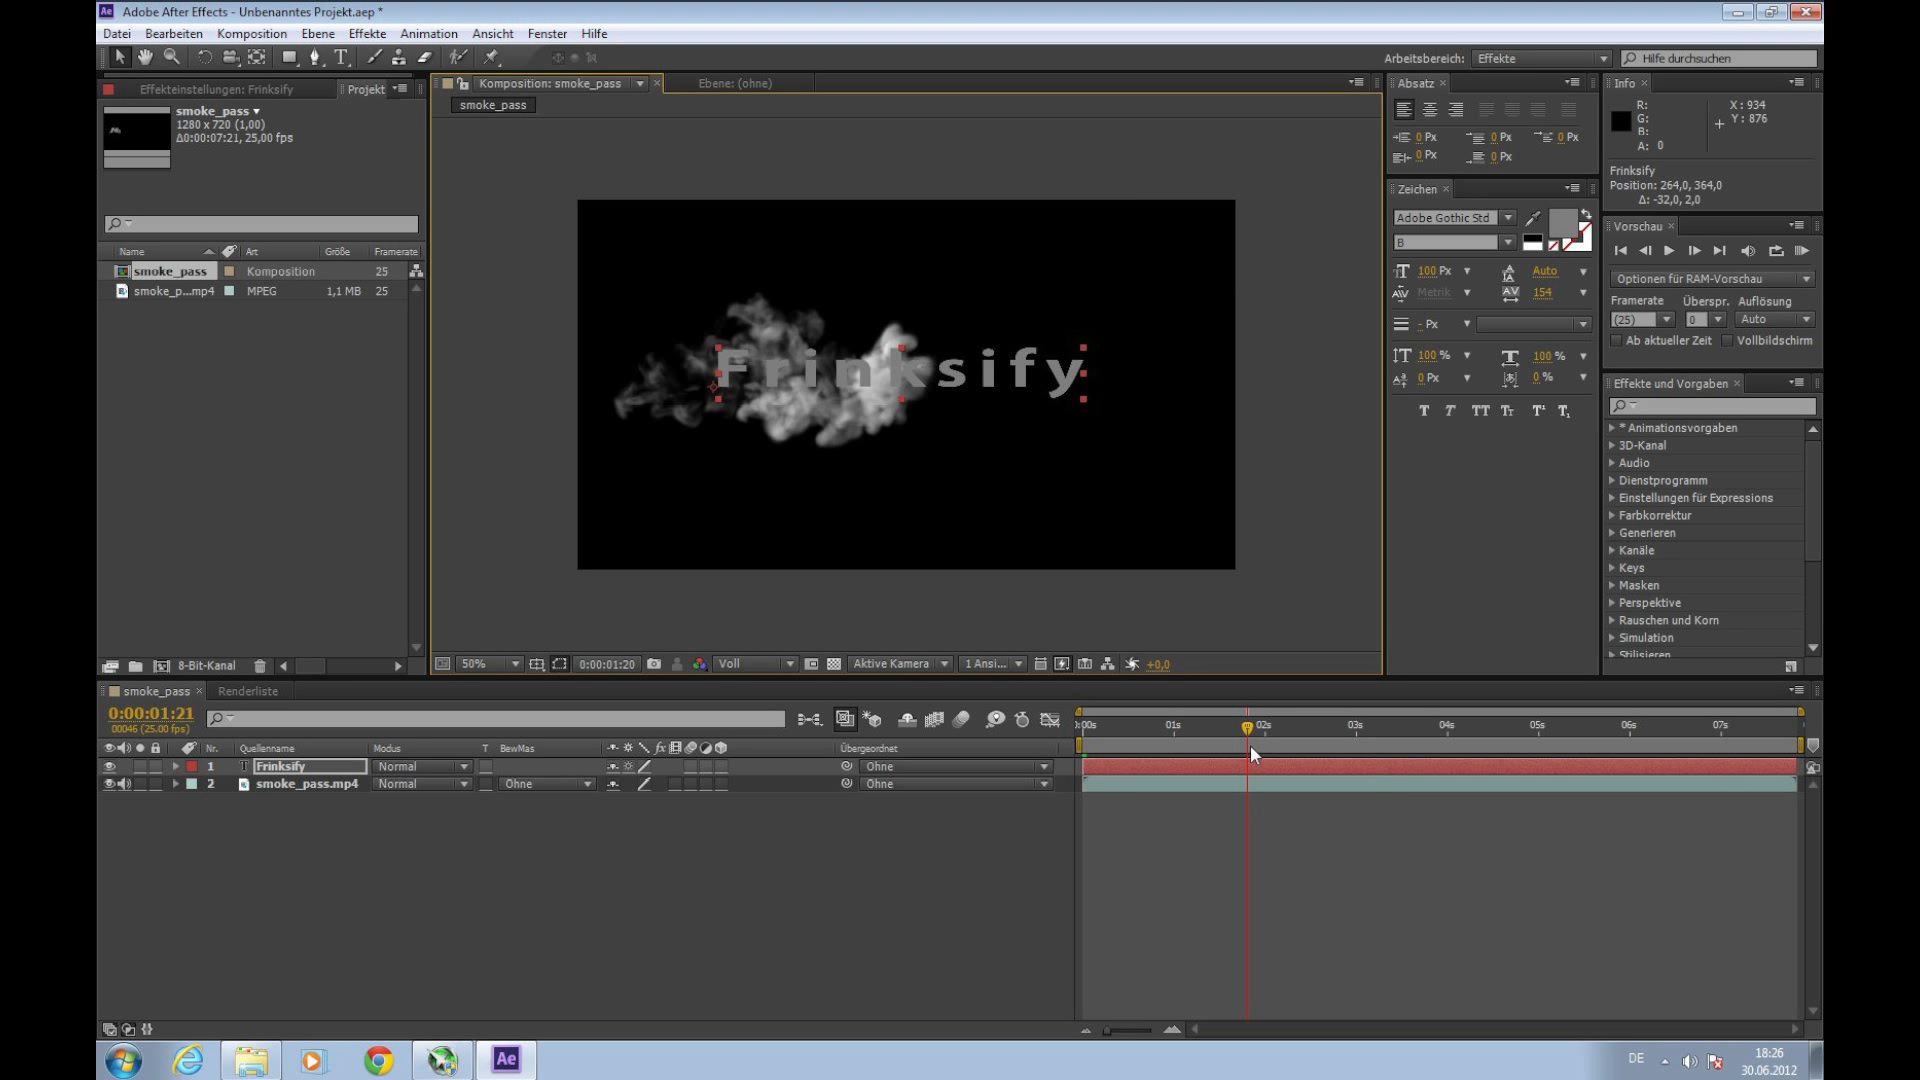 Adobe After Effects - Unbenanntes Projekt.aep *
Datei Bearbeiten Komposition Ebene Effekte Animation Ansicht Fenster Hilfe
Arbeitsbereich: Effekte Hilfe durchsuchen
Effekteinstellungen: Frinksify Projekt
smoke_pass
1280 x 720 (1,00)
Δ0:00:07:21, 25,00 fps
Name Art Größe Framerate
smoke_pass Komposition 25
smoke_p...mp4 MPEG 1,1 MB 25
8-Bit-Kanal
Komposition: smoke_pass Ebene: (ohne)
smoke_pass
Frinksify
50% 0:00:01:20 Voll Aktive Kamera 1 Ansi... +0,0
Absatz
0 Px 0 Px 0 Px
0 Px 0 Px
Zeichen
Adobe Gothic Std
B
100 Px Auto
Metrik 154
- Px
100 % 100 %
0 Px 0 %
T T TT Tr T' T,
Info
R: X : 934
G: Y : 876
B:
A: 0
Frinksify
Position: 264,0, 364,0
Δ: -32,0, 2,0
Vorschau
Optionen für RAM-Vorschau
Framerate Überspr. Auflösung
(25) 0 Auto
Ab aktueller Zeit Vollbildschirm
Effekte und Vorgaben
* Animationsvorgaben
3D-Kanal
Audio
Dienstprogramm
Einstellungen für Expressions
Farbkorrektur
Generieren
Kanäle
Keys
Masken
Perspektive
Rauschen und Korn
Simulation
Stilisieren
smoke_pass Renderliste
0:00:01:21
00046 (25.00 fps)
:00s 01s 02s 03s 04s 05s 06s 07s
Nr. Quellenname Modus T BewMas fx Übergeordnet
1 T Frinksify Normal Ohne
2 smoke_pass.mp4 Normal Ohne Ohne
Ae
DE 18:26
30.06.2012